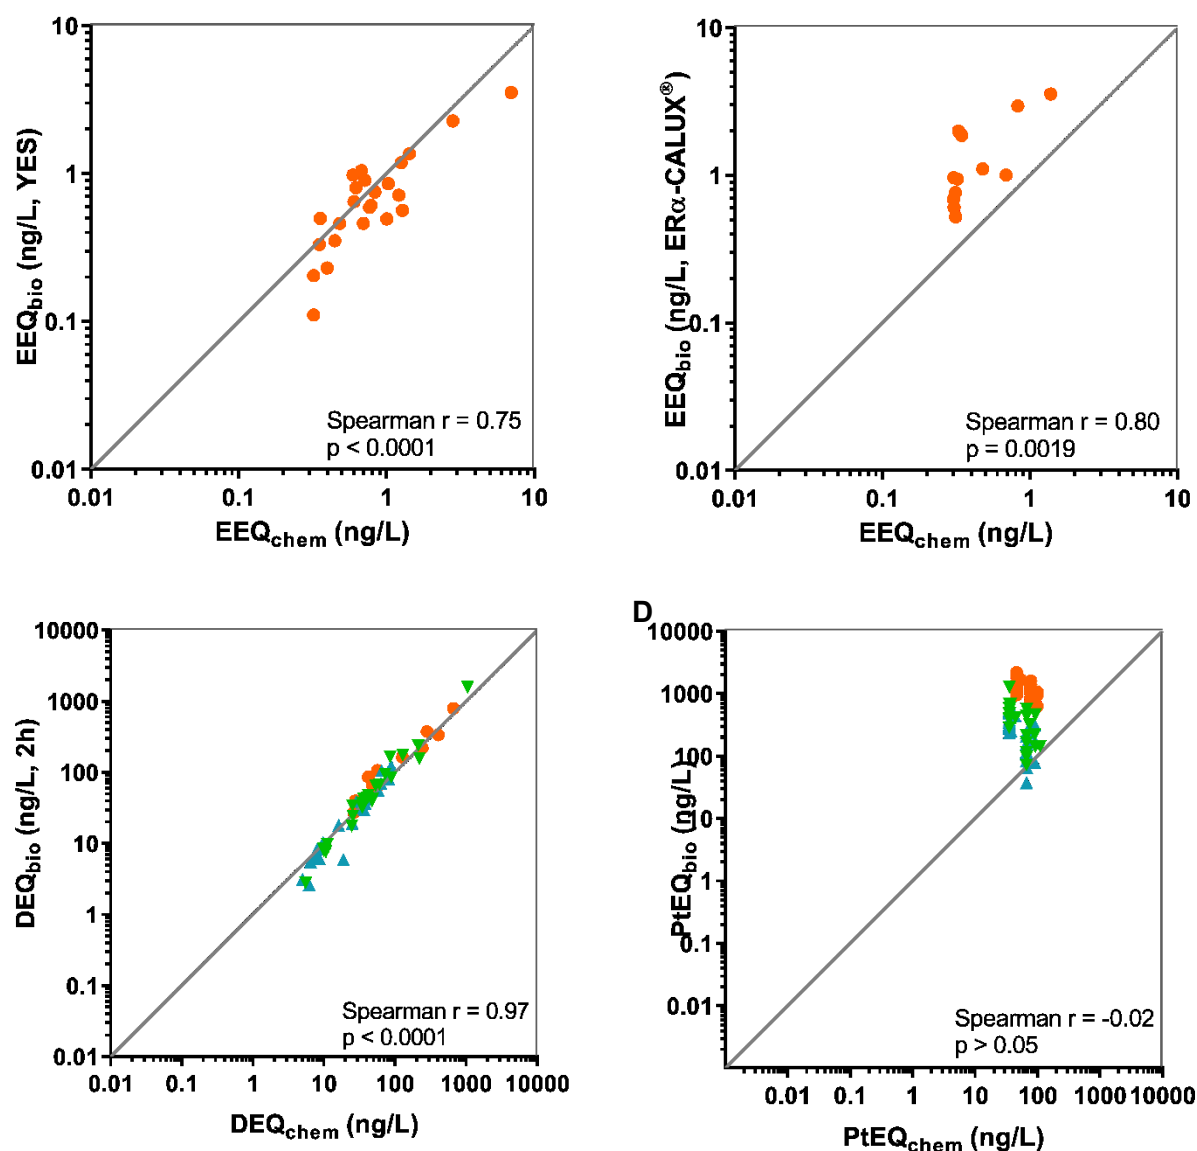 10
1
0.1
0.01
EEQbio (ng/L, YES)
Spearman r = 0.75
p < 0.0001
0.01 0.1 1 10
EEQchem (ng/L)
10
1
0.1
0.01
EEQbio (ng/L, ERα-CALUX®)
Spearman r = 0.80
p = 0.0019
0.01 0.1 1 10
EEQchem (ng/L)
10000
1000
100
10
1
0.1
0.01
DEQbio (ng/L, 2h)
Spearman r = 0.97
p < 0.0001
0.01 0.1 1 10 100 1000 10000
DEQchem (ng/L)
D
10000
1000
100
10
1
0.1
0.01
PtEQbio (ng/L)
Spearman r = -0.02
p > 0.05
0.01 0.1 1 10 100 1000 10000
PtEQchem (ng/L)